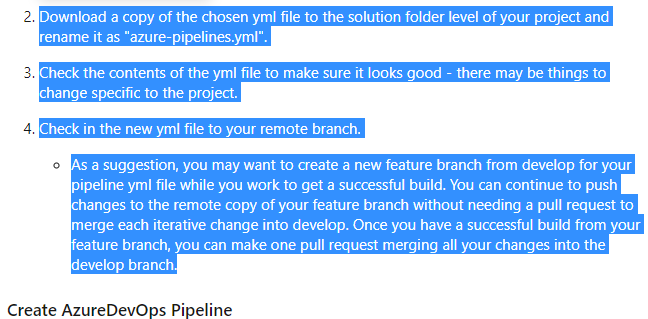 2. Download a copy of the chosen yml file to the solution folder level of your project and
rename it as "azure-pipelines.yml".
3. Check the contents of the yml file to make sure it looks good - there may be things to
change specific to the project.
4. Check in the new yml file to your remote branch.
○ As a suggestion, you may want to create a new feature branch from develop for your
pipeline yml file while you work to get a successful build. You can continue to push
changes to the remote copy of your feature branch without needing a pull request to
merge each iterative change into develop. Once you have a successful build from your
feature branch, you can make one pull request merging all your changes into the
develop branch.
Create AzureDevOps Pipeline